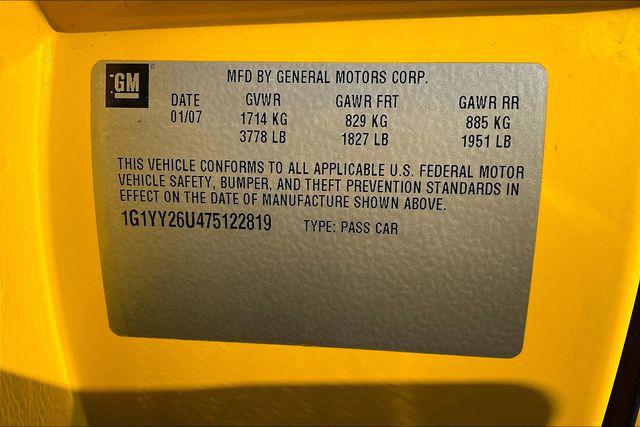 GM
MFD BY GENERAL MOTORS CORP.
DATE GVWR GAWR FRT GAWR RR
01/07 1714 KG 829 KG 885 KG
3778 LB 1827 LB 1951 LB
THIS VEHICLE CONFORMS TO ALL APPLICABLE U.S. FEDERAL MOTOR
VEHICLE SAFETY, BUMPER, AND THEFT PREVENTION STANDARDS IN
EFFECT ON THE DATE OF MANUFACTURE SHOWN ABOVE.
1G1YY26U475122819 TYPE: PASS CAR